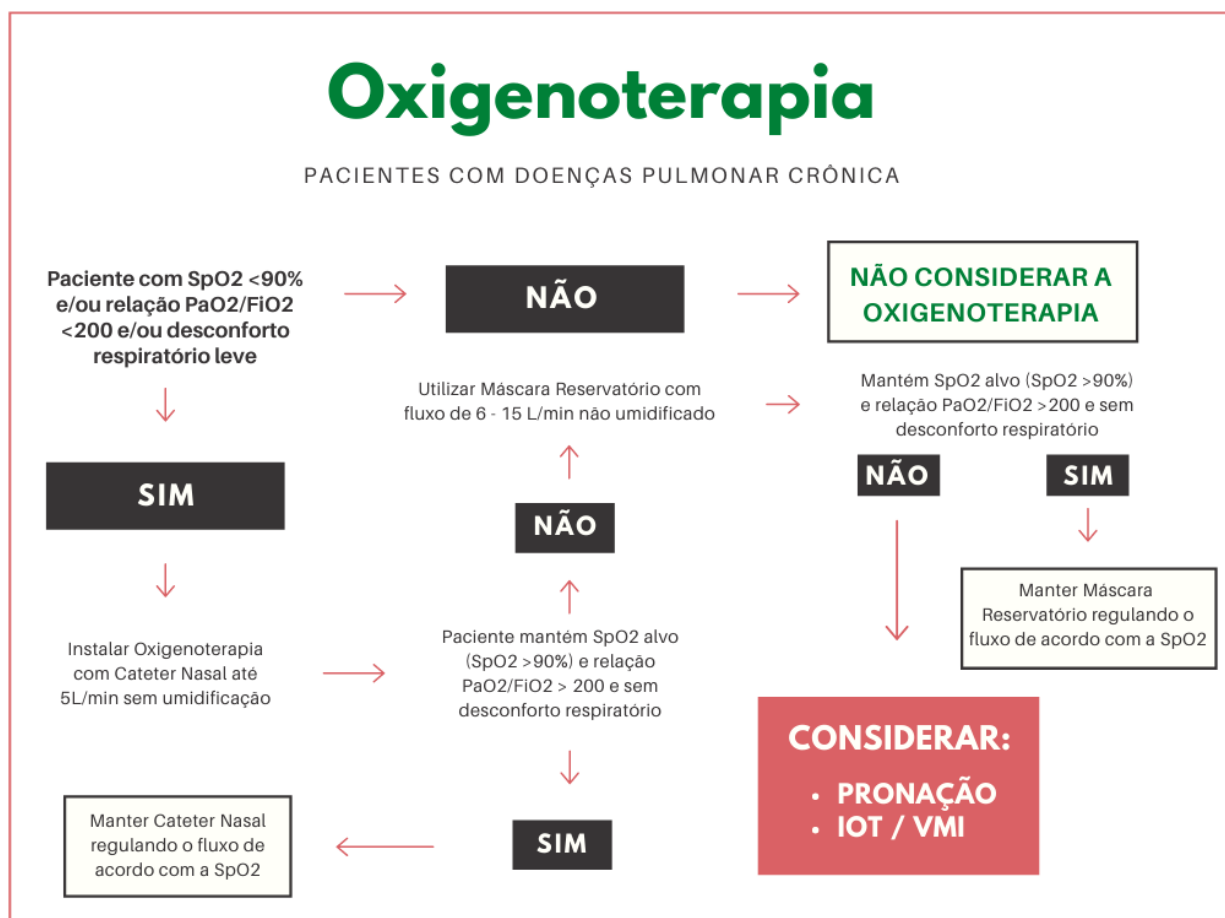 Oxigenoterapia
PACIENTES COM DOENÇAS PULMONAR CRÔNICA
Paciente com SpO2 <90%
e/ou relação PaO2/FiO2
<200 e/ou desconforto
respiratório leve
NÃO
NÃO CONSIDERAR A
OXIGENOTERAPIA
Utilizar Máscara Reservatório com
fluxo de 6 - 15 L/min não umidificado
Mantém SpO2 alvo (SpO2 >90%)
e relação PaO2/FiO2 >200 e sem
desconforto respiratório
NÃO
SIM
SIM
NÃO
Manter Máscara
Reservatório regulando o
fluxo de acordo com a SpO2
Instalar Oxigenoterapia
com Cateter Nasal até
5L/min sem umidificação
Paciente mantém SpO2 alvo
(SpO2 >90%) e relação
PaO2/FiO2 > 200 e sem
desconforto respiratório
CONSIDERAR:
• PRONAÇÃO
• IOT / VMI
Manter Cateter Nasal
regulando o fluxo de
acordo com a SpO2
SIM